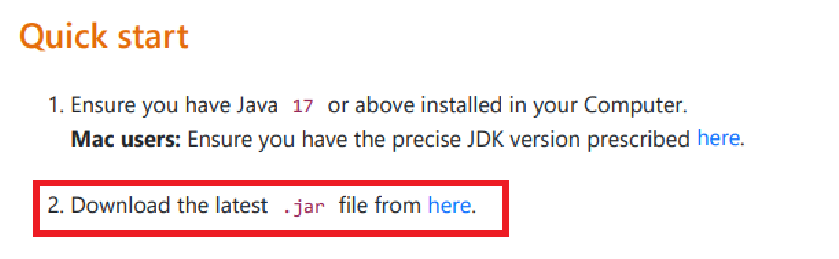 Quick start
1. Ensure you have Java 17 or above installed in your Computer.
Mac users: Ensure you have the precise JDK version prescribed here.
2. Download the latest .jar file from here.